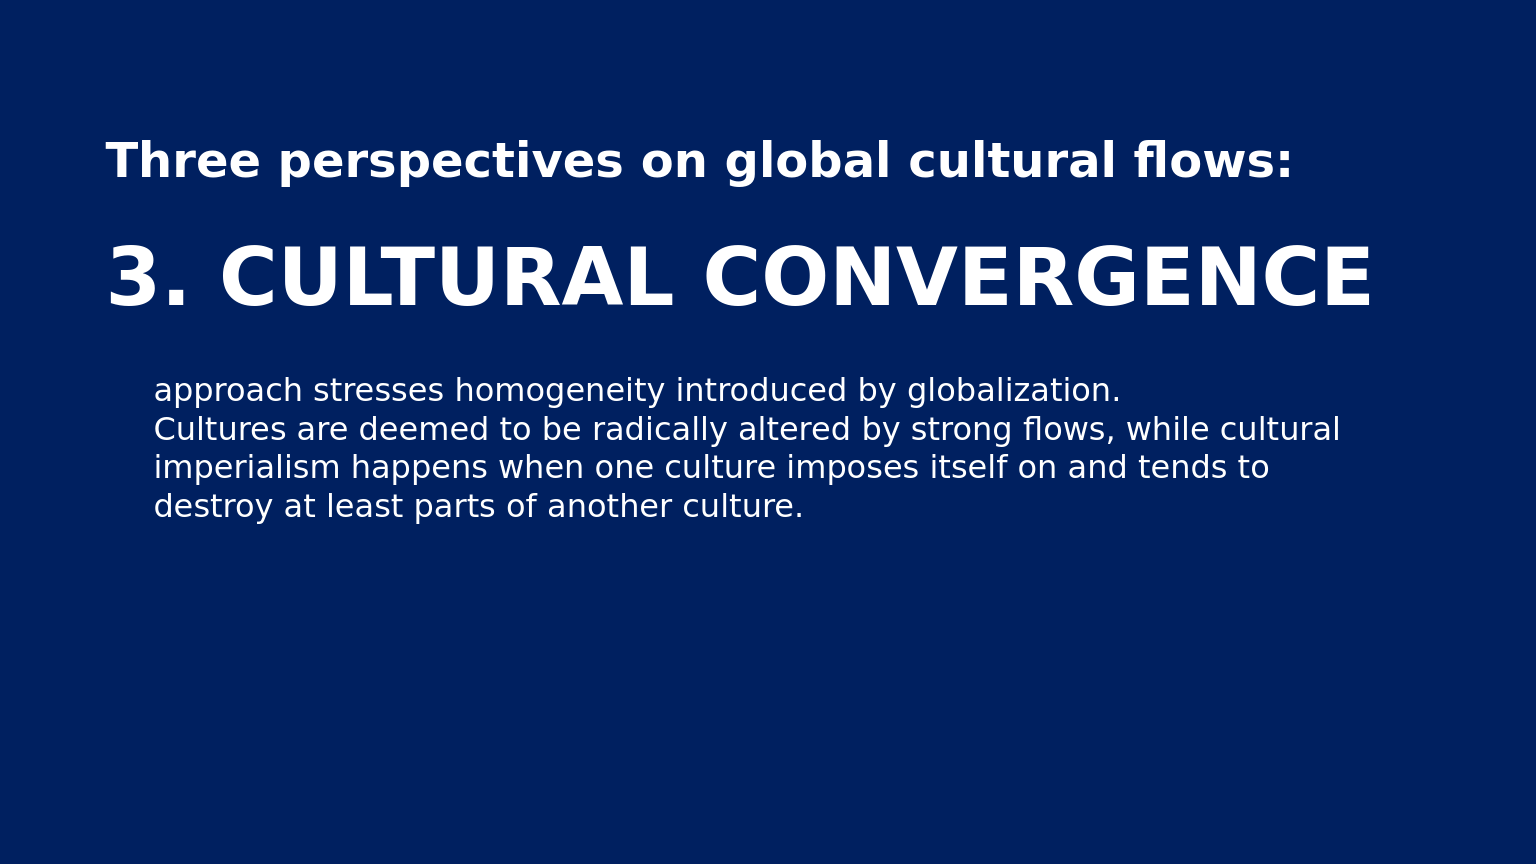 Three perspectives on global cultural flows:
3. CULTURAL CONVERGENCE
approach stresses homogeneity introduced by globalization.
Cultures are deemed to be radically altered by strong flows, while cultural
imperialism happens when one culture imposes itself on and tends to
destroy at least parts of another culture.